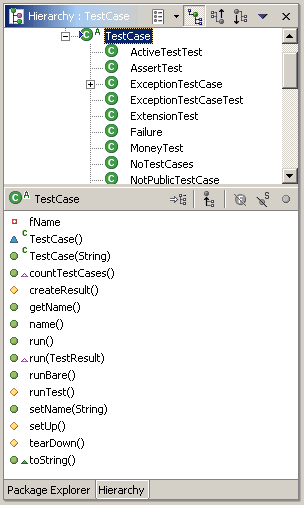 Hierarchy : TestCase
TestCase
ActiveTestTest
AssertTest
ExceptionTestCase
ExceptionTestCaseTest
ExtensionTest
Failure
MoneyTest
NoTestCases
NotPublicTestCase
TestCase
fName
TestCase()
TestCase(String)
countTestCases()
createResult()
getName()
name()
run()
run(TestResult)
runBare()
runTest()
setName(String)
setUp()
tearDown()
toString()
Package Explorer Hierarchy